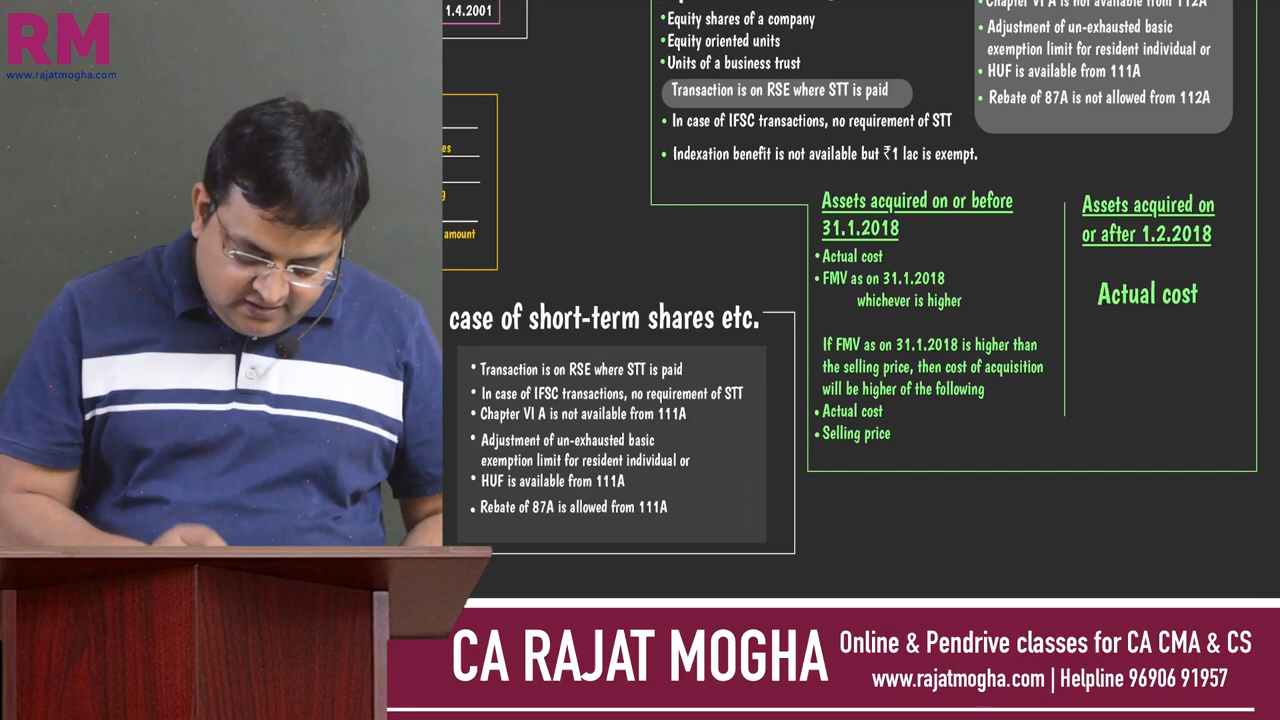 RM
www.rajatmogha.com
1.4.2001
es
amount
• Equity shares of a company
• Equity oriented units
• Units of a business trust
Transaction is on RSE where STT is paid
• In case of IFSC transactions, no requirement of STT
• Indexation benefit is not available but ₹1 lac is exempt.
Chapter VI A is not available from 112A
• Adjustment of un-exhausted basic
exemption limit for resident individual or
• HUF is available from 111A
• Rebate of 87A is not allowed from 112A
Assets acquired on or before
31.1.2018
• Actual cost
• FMV as on 31.1.2018
whichever is higher
If FMV as on 31.1.2018 is higher than
the selling price, then cost of acquisition
will be higher of the following
• Actual cost
• Selling price
Assets acquired on
or after 1.2.2018
Actual cost
case of short-term shares etc.
• Transaction is on RSE where STT is paid
• In case of IFSC transactions, no requirement of STT
• Chapter VI A is not available from 111A
• Adjustment of un-exhausted basic
exemption limit for resident individual or
• HUF is available from 111A
• Rebate of 87A is allowed from 111A
CA RAJAT MOGHA
Online & Pendrive classes for CA CMA & CS
www.rajatmogha.com | Helpline 96906 91957